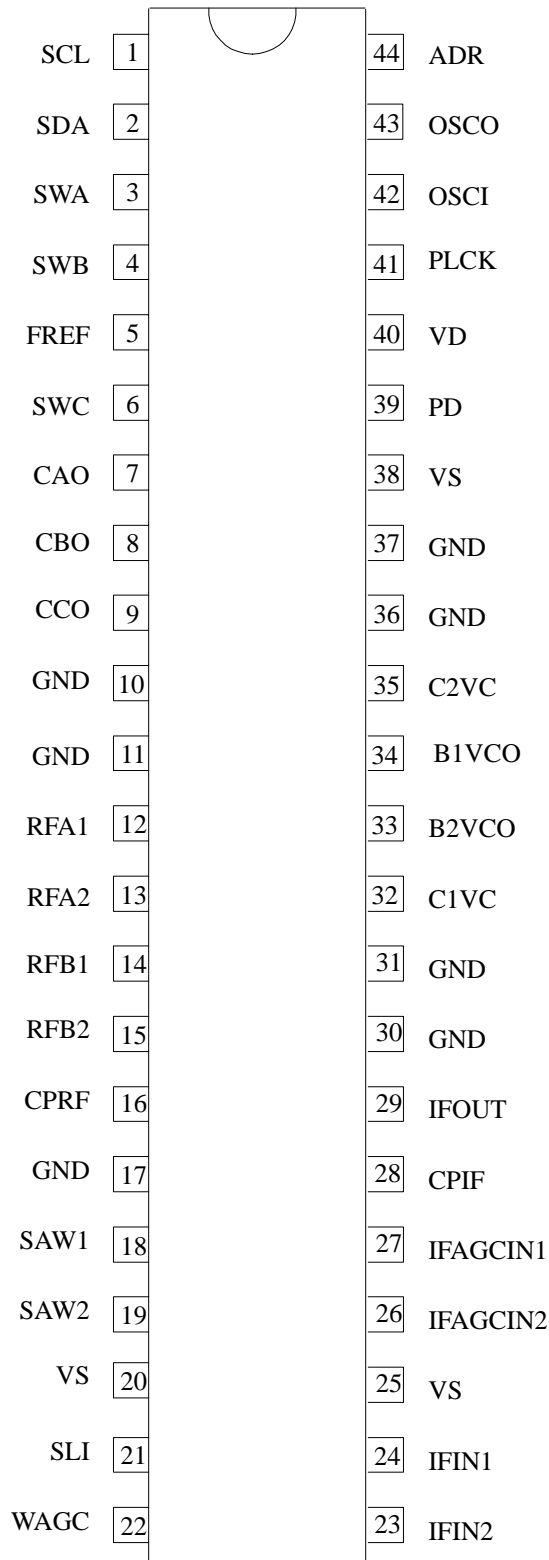 SCL 1 44 ADR
SDA 2 43 OSCO
SWA 3 42 OSCI
SWB 4 41 PLCK
FREF 5 40 VD
SWC 6 39 PD
CAO 7 38 VS
CBO 8 37 GND
CCO 9 36 GND
GND 10 35 C2VC
GND 11 34 B1VCO
RFA1 12 33 B2VCO
RFA2 13 32 C1VC
RFB1 14 31 GND
RFB2 15 30 GND
CPRF 16 29 IFOUT
GND 17 28 CPIF
SAW1 18 27 IFAGCIN1
SAW2 19 26 IFAGCIN2
VS 20 25 VS
SLI 21 24 IFIN1
WAGC 22 23 IFIN2